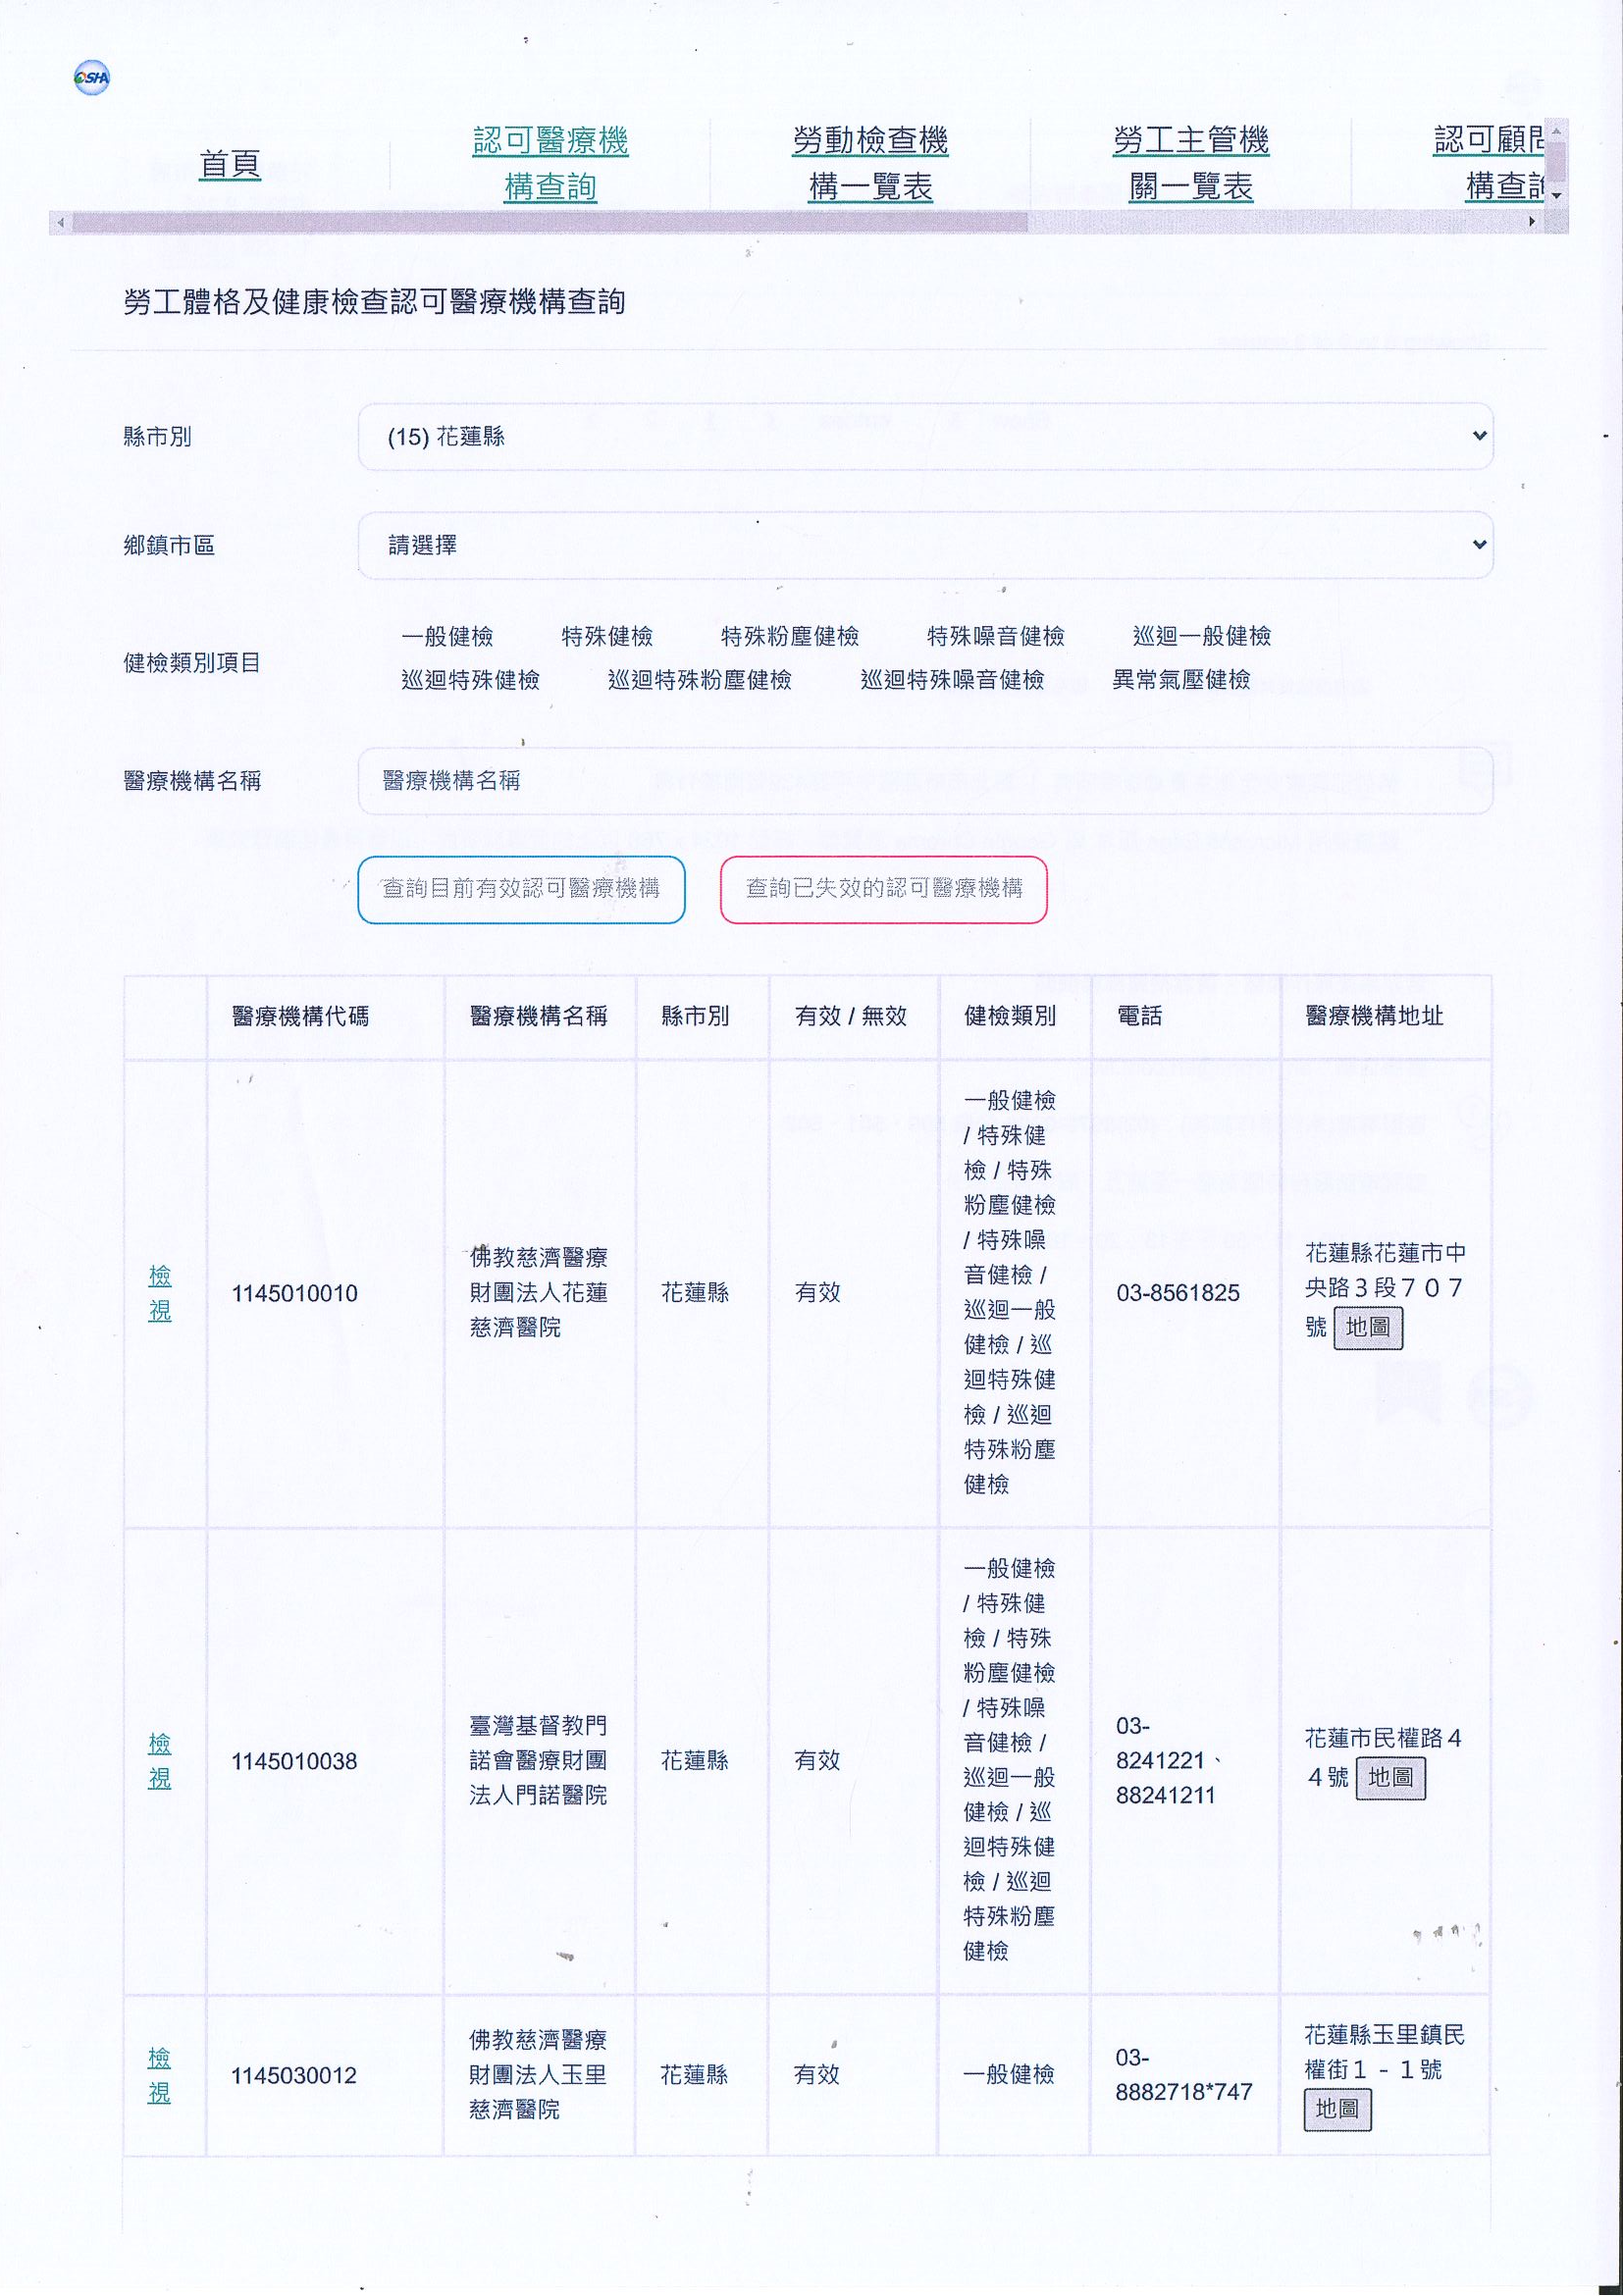 OSHA
首頁
認可醫療機
構查詢
勞動檢查機
構一覽表
勞工主管機
關一覽表
認可顧問
構查詢
勞工體格及健康檢查認可醫療機構查詢
縣市別
(15) 花蓮縣
鄉鎮市區
請選擇
健檢類別項目
一般健檢 特殊健檢 特殊粉塵健檢 特殊噪音健檢 巡迴一般健檢
巡迴特殊健檢 巡迴特殊粉塵健檢 巡迴特殊噪音健檢 異常氣壓健檢
醫療機構名稱
醫療機構名稱
查詢目前有效認可醫療機構 查詢已失效的認可醫療機構
醫療機構代碼 醫療機構名稱 縣市別 有效 / 無效 健檢類別 電話 醫療機構地址
檢
視
1145010010
佛教慈濟醫療
財團法人花蓮
慈濟醫院
花蓮縣
有效
一般健檢
/ 特殊健
檢 / 特殊
粉塵健檢
/ 特殊噪
音健檢 /
巡迴一般
健檢 / 巡
迴特殊健
檢 / 巡迴
特殊粉塵
健檢
03-8561825
花蓮縣花蓮市中
央路３段７０７
號 地圖
檢
視
1145010038
臺灣基督教門
諾會醫療財團
法人門諾醫院
花蓮縣
有效
一般健檢
/ 特殊健
檢 / 特殊
粉塵健檢
/ 特殊噪
音健檢 /
巡迴一般
健檢 / 巡
迴特殊健
檢 / 巡迴
特殊粉塵
健檢
03-
8241221、
88241211
花蓮市民權路４
４號 地圖
檢
視
1145030012
佛教慈濟醫療
財團法人玉里
慈濟醫院
花蓮縣
有效
一般健檢
03-
8882718*747
花蓮縣玉里鎮民
權街１－１號
地圖